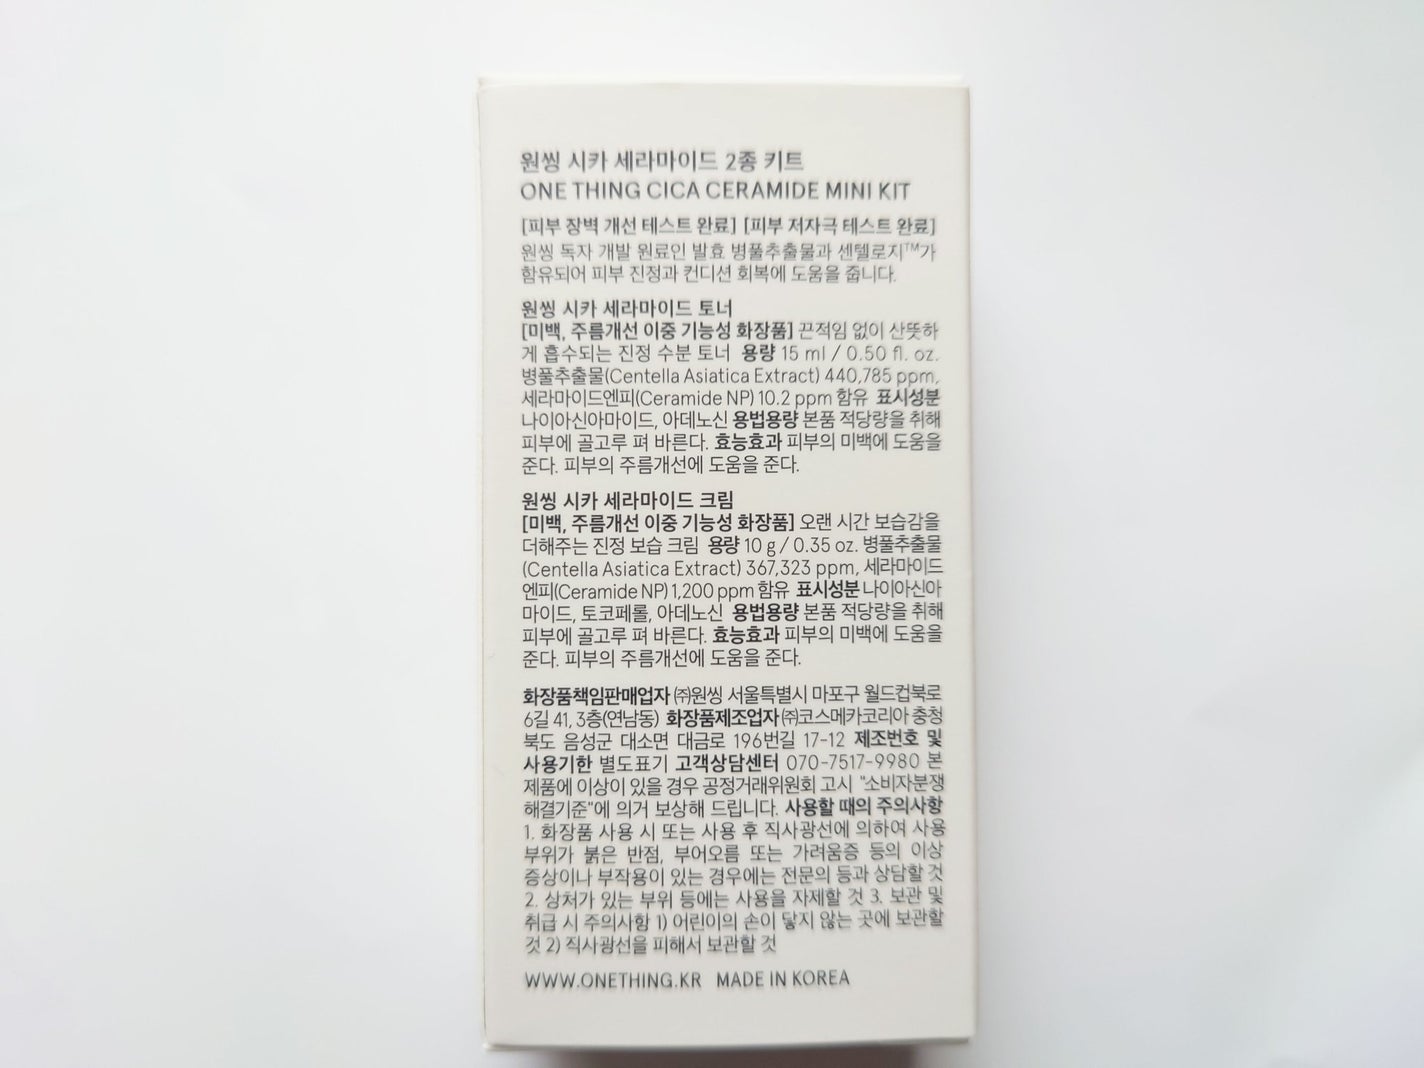 원씽 시카 세라마이드 2종 키트
ONE THING CICA CERAMIDE MINI KIT
[피부 장벽 개선 테스트 완료] [피부 저자극 테스트 완료]
원씽 독자 개발 원료인 발효 병풀추출물과 센텔로지™가
함유되어 피부 진정과 컨디션 회복에 도움을 줍니다.
원씽 시카 세라마이드 토너
[미백, 주름개선 이중 기능성 화장품] 끈적임 없이 산뜻하
게 흡수되는 진정 수분 토너 용량 15 ml / 0.50 fl. oz.
병풀추출물(Centella Asiatica Extract) 440,785 ppm,
세라마이드엔피(Ceramide NP) 10.2 ppm 함유 표시성분
나이아신아마이드, 아데노신 용법용량 본품 적당량을 취해
피부에 골고루 펴 바른다. 효능효과 피부의 미백에 도움을
준다. 피부의 주름개선에 도움을 준다.
원씽 시카 세라마이드 크림
[미백, 주름개선 이중 기능성 화장품] 오랜 시간 보습감을
더해주는 진정 보습 크림 용량 10 g / 0.35 oz. 병풀추출물
(Centella Asiatica Extract) 367,323 ppm, 세라마이드
엔피(Ceramide NP) 1,200 ppm 함유 표시성분 나이아신아
마이드, 토코페롤, 아데노신 용법용량 본품 적당량을 취해
피부에 골고루 펴 바른다. 효능효과 피부의 미백에 도움을
준다. 피부의 주름개선에 도움을 준다.
화장품책임판매업자 ㈜원씽 서울특별시 마포구 월드컵북로
6길 41, 3층(연남동) 화장품제조업자 ㈜코스메카코리아 충청
북도 음성군 대소면 대금로 196번길 17-12 제조번호 및
사용기한 별도표기 고객상담센터 070-7517-9980 본
제품에 이상이 있을 경우 공정거래위원회 고시 "소비자분쟁
해결기준"에 의거 보상해 드립니다. 사용할 때의 주의사항
1. 화장품 사용 시 또는 사용 후 직사광선에 의하여 사용
부위가 붉은 반점, 부어오름 또는 가려움증 등의 이상
증상이나 부작용이 있는 경우에는 전문의 등과 상담할 것
2. 상처가 있는 부위 등에는 사용을 자제할 것 3. 보관 및
취급 시 주의사항 1) 어린이의 손이 닿지 않는 곳에 보관할
것 2) 직사광선을 피해서 보관할 것
WWW.ONETHING.KR MADE IN KOREA